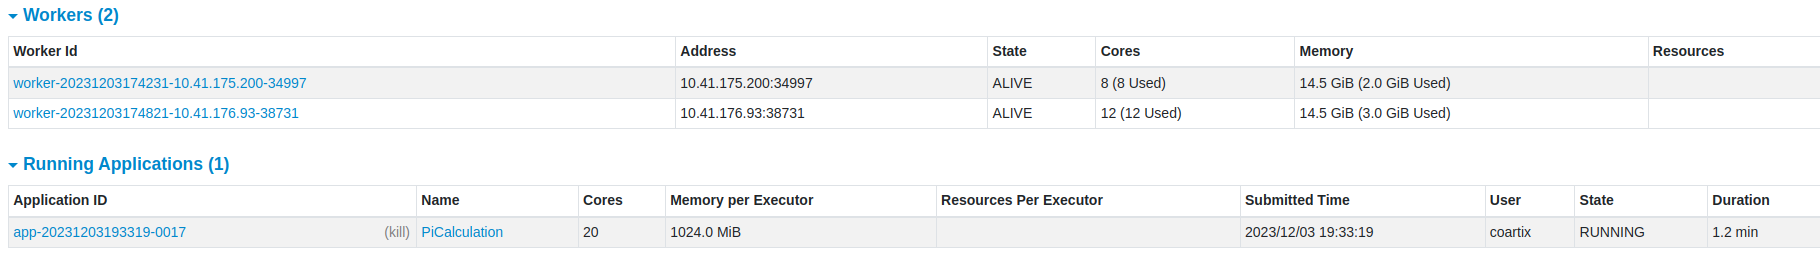 Workers (2)
Worker Id Address State Cores Memory Resources
worker-20231203174231-10.41.175.200-34997 10.41.175.200:34997 ALIVE 8 (8 Used) 14.5 GiB (2.0 GiB Used)
worker-20231203174821-10.41.176.93-38731 10.41.176.93:38731 ALIVE 12 (12 Used) 14.5 GiB (3.0 GiB Used)
Running Applications (1)
Application ID Name Cores Memory per Executor Resources Per Executor Submitted Time User State Duration
app-20231203193319-0017 (kill) PiCalculation 20 1024.0 MiB 2023/12/03 19:33:19 coartix RUNNING 1.2 min